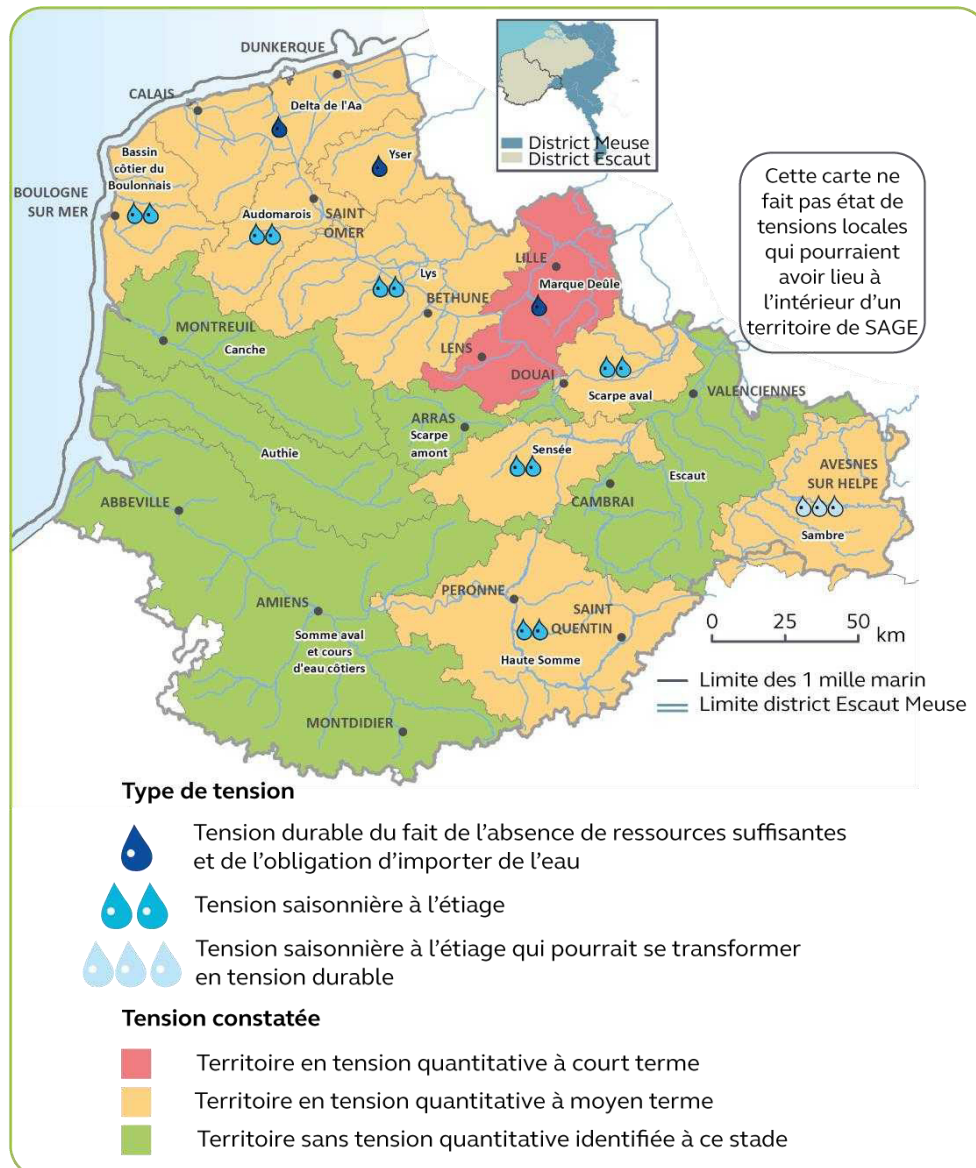 DUNKERQUE
CALAIS
Delta de l'Aa
District Meuse
District Escaut
Bassin
côtier du
Boulonnais
Yser
BOULOGNE
SUR MER
Audomarois
SAINT
OMER
Cette carte ne
fait pas état de
tensions locales
qui pourraient
avoir lieu à
l'intérieur d'un
territoire de SAGE
LILLE
Marque Deûle
Lys
BÉTHUNE
MONTREUIL
Canche
LENS
DOUAI
Scarpe aval
VALENCIENNES
ARRAS
Scarpe
amont
Authie
Sensée
Escaut
AVESNES
SUR HELPE
ABBEVILLE
CAMBRAI
Sambre
AMIENS
PERONNE
SAINT
QUENTIN
Somme aval
et cours
d'eau côtiers
Haute Somme
0 25 50 km
MONTDIDIER
Limite des 1 mille marin
Limite district Escaut Meuse
Type de tension
Tension durable du fait de l'absence de ressources suffisantes
et de l'obligation d'importer de l'eau
Tension saisonnière à l'étiage
Tension saisonnière à l'étiage qui pourrait se transformer
en tension durable
Tension constatée
Territoire en tension quantitative à court terme
Territoire en tension quantitative à moyen terme
Territoire sans tension quantitative identifiée à ce stade